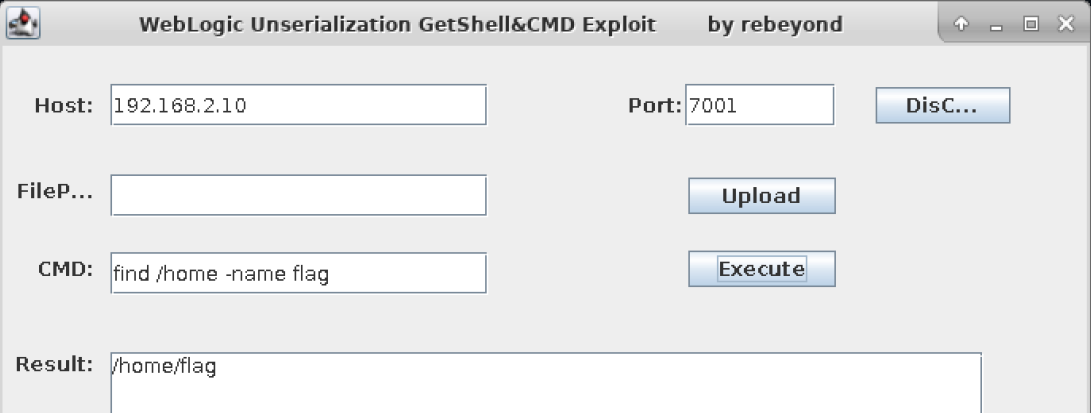 WebLogic Unserialization GetShell&CMD Exploit by rebeyond
Host: 192.168.2.10 Port: 7001 DisC...
FileP... Upload
CMD: find /home -name flag Execute
Result: /home/flag